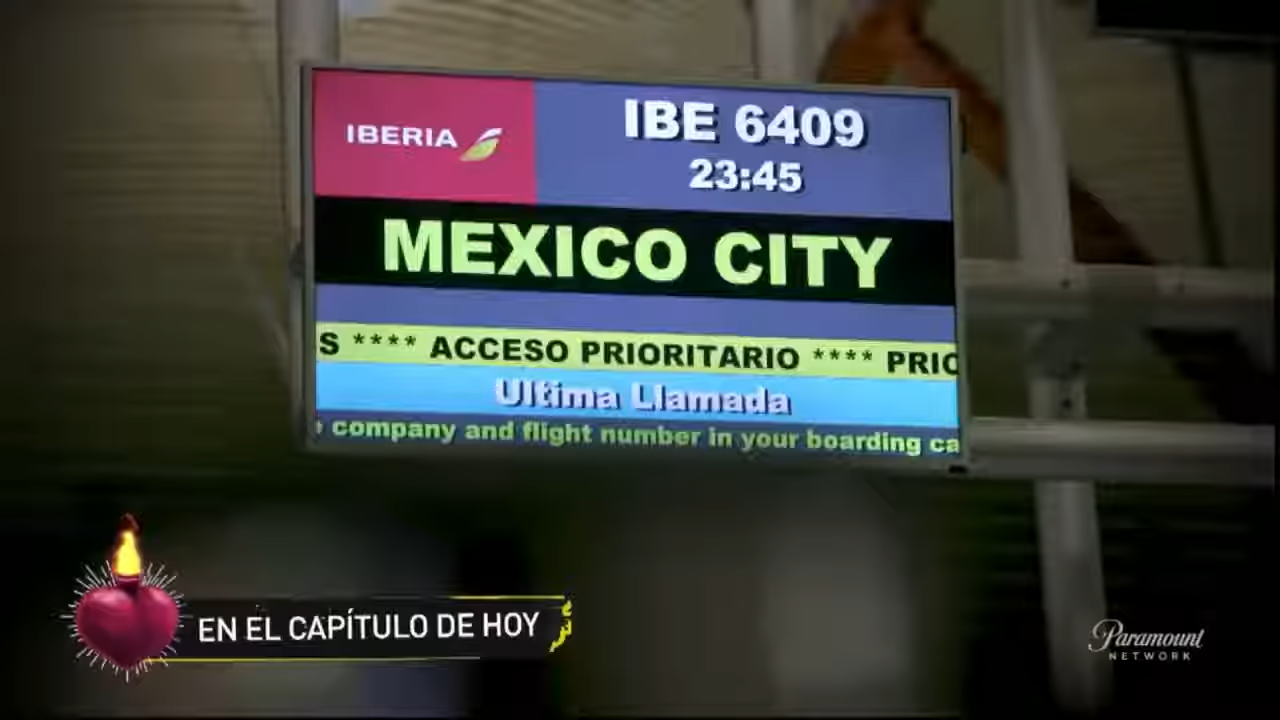 IBERIA
IBE 6409
23:45
MEXICO CITY
S **** ACCESO PRIORITARIO **** PRIO
Ultima Llamada
company and flight number in your boarding ca
EN EL CAPÍTULO DE HOY
Paramount
NETWORK